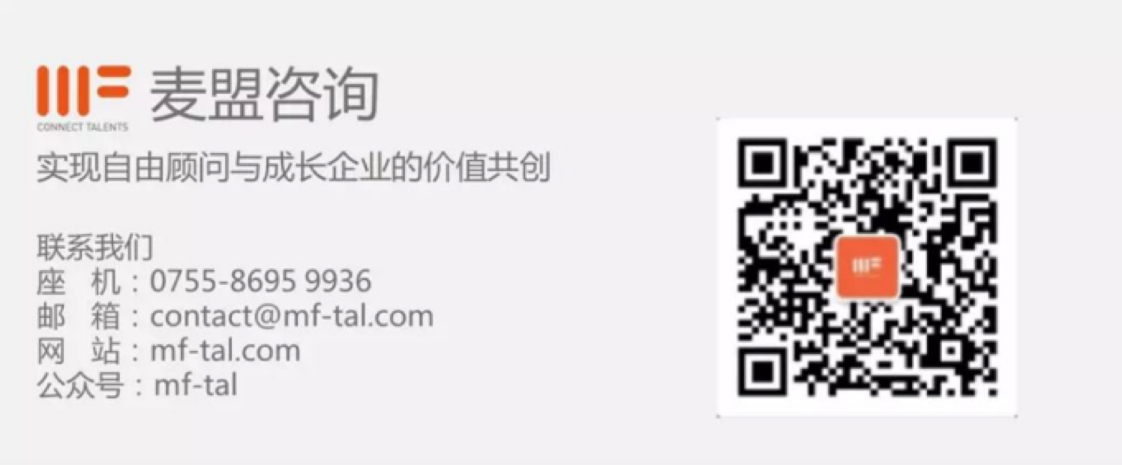 MF 麦盟咨询
CONNECT TALENTS
实现自由顾问与成长企业的价值共创
联系我们
座 机：0755-8695 9936
邮 箱：contact@mf-tal.com
网 站：mf-tal.com
公众号：mf-tal
MF